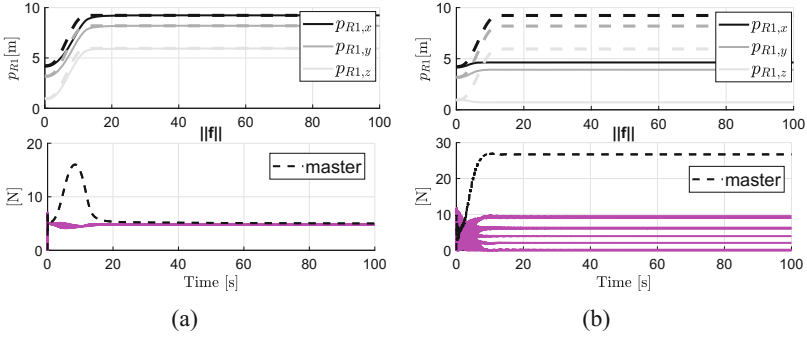 10
5
0
p_{R1}[m]
p_{R1,x}
p_{R1,y}
p_{R1,z}
0 20 40 60 80 100
||f||
20
10
0
[N]
master
0 20 40 60 80 100
Time [s]
(a)
10
5
0
p_{R1}[m]
p_{R1,x}
p_{R1,y}
p_{R1,z}
0 20 40 60 80 100
||f||
30
20
10
0
[N]
master
0 20 40 60 80 100
Time [s]
(b)